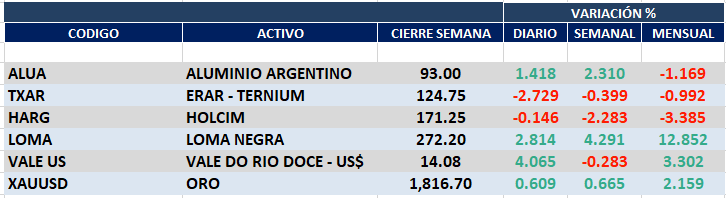 VARIACIÓN %
CODIGO ACTIVO CIERRE SEMANA DIARIO SEMANAL MENSUAL
ALUA ALUMINIO ARGENTINO 93.00 1.418 2.310 -1.169
TXAR ERAR - TERNIUM 124.75 -2.729 -0.399 -0.992
HARG HOLCIM 171.25 -0.146 -2.283 -3.385
LOMA LOMA NEGRA 272.20 2.814 4.291 12.852
VALE US VALE DO RIO DOCE - US$ 14.08 4.065 -0.283 3.302
XAUUSD ORO 1,816.70 0.609 0.665 2.159